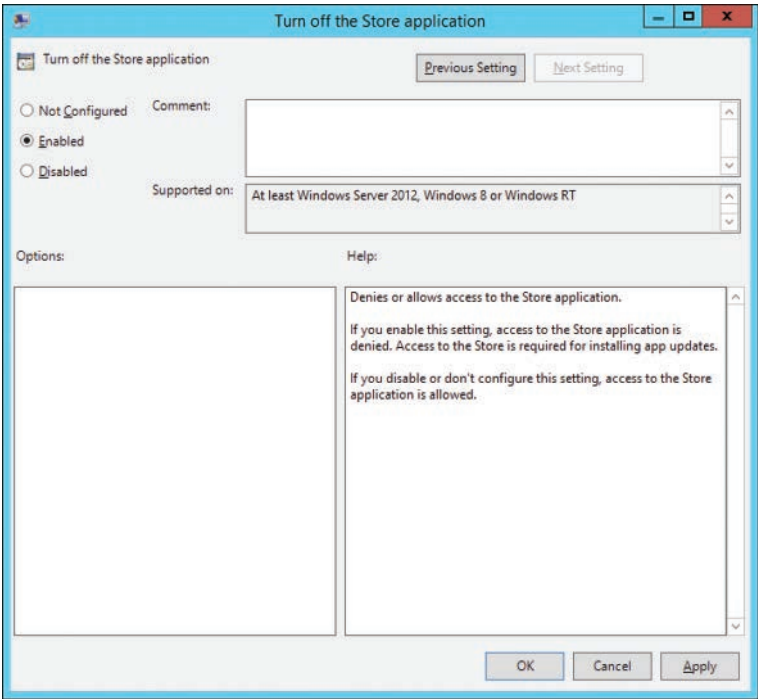 Turn off the Store application
Turn off the Store application
Previous Setting
Next Setting
Not Configured
Comment:
Enabled
Disabled
Supported on:
At least Windows Server 2012, Windows 8 or Windows RT
Options:
Help:
Denies or allows access to the Store application.
If you enable this setting, access to the Store application is
denied. Access to the Store is required for installing app updates.
If you disable or don't configure this setting, access to the Store
application is allowed.
OK
Cancel
Apply